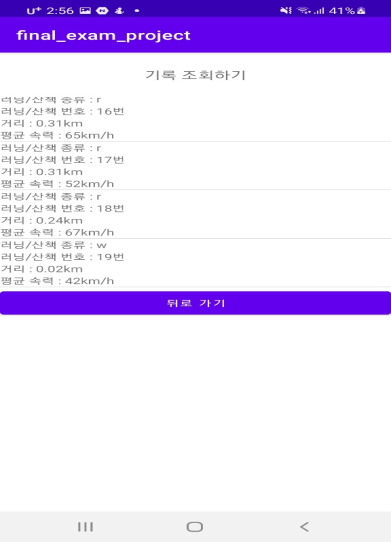 U+ 2:56 41%
final_exam_project
기록 조회하기
러닝/산책 종류 : r
러닝/산책 번호 : 16번
거리 : 0.31km
평균 속력 : 65km/h
러닝/산책 종류 : r
러닝/산책 번호 : 17번
거리 : 0.31km
평균 속력 : 52km/h
러닝/산책 종류 : r
러닝/산책 번호 : 18번
거리 : 0.24km
평균 속력 : 67km/h
러닝/산책 종류 : w
러닝/산책 번호 : 19번
거리 : 0.02km
평균 속력 : 42km/h
뒤로 가기